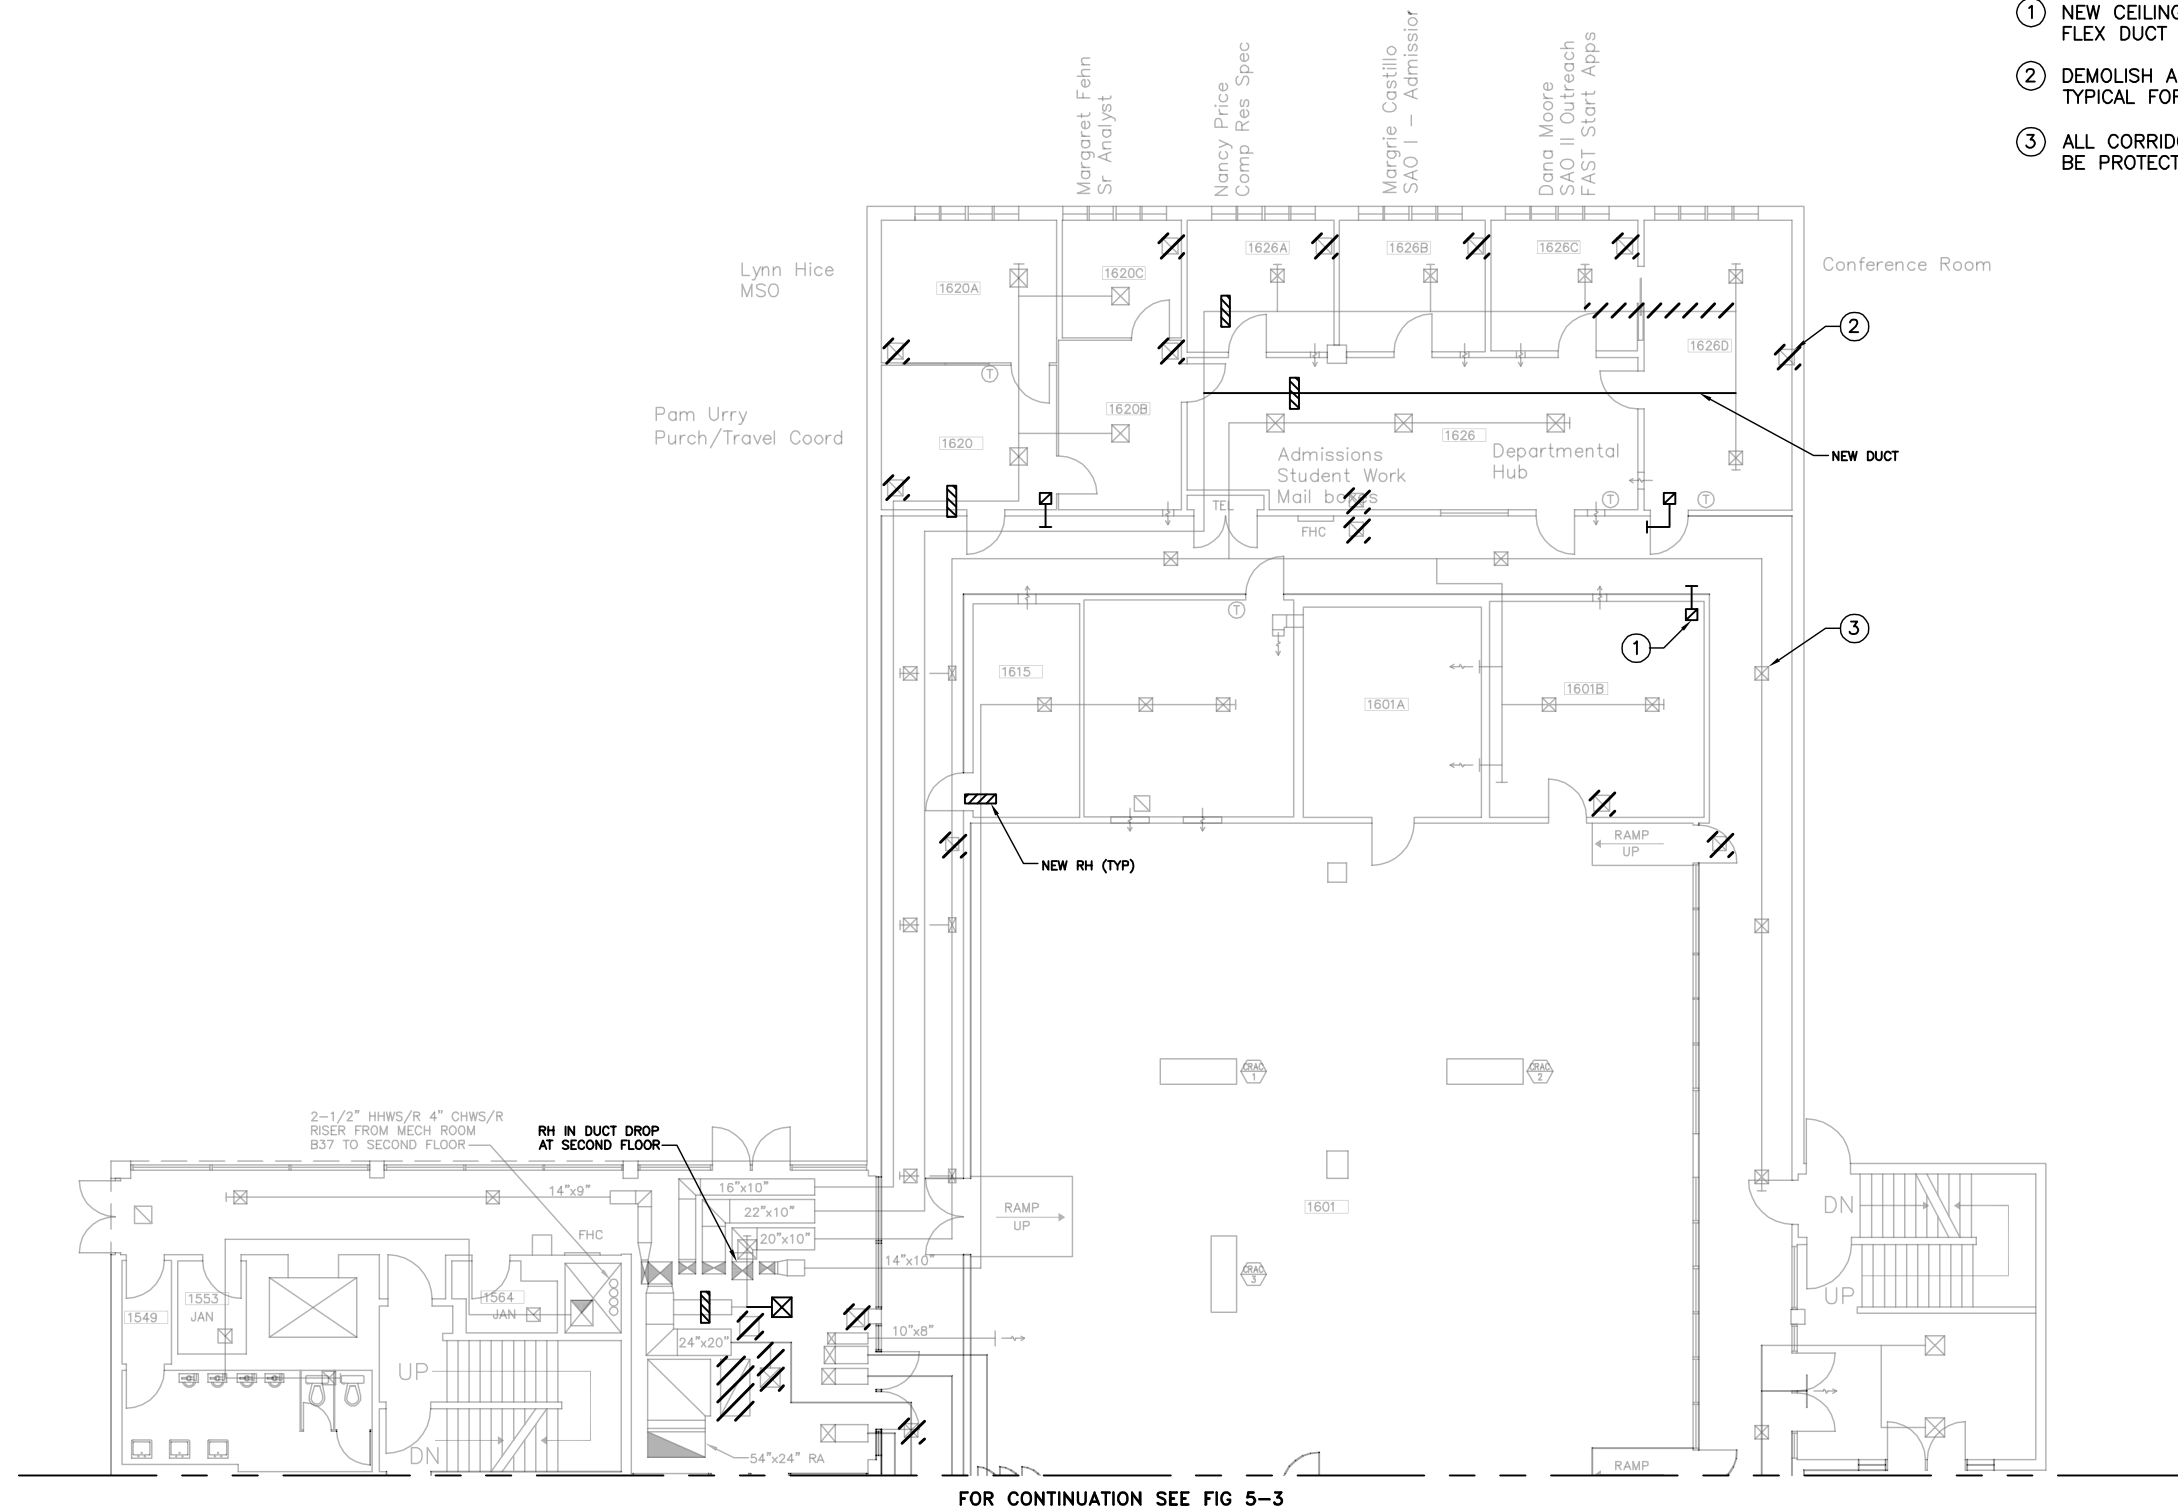 1 NEW CEILING
FLEX DUCT
2 DEMOLISH A
TYPICAL FOR
3 ALL CORRID
BE PROTECT
Margaret Fehn
Sr Analyst
Nancy Price
Comp Res Spec
Margrie Castillo
SAO I - Admission
Dana Moore
SAO II Outreach
FAST Start Apps
Lynn Hice
MSO
1620A
1620C
1626A
1626B
1626C
Conference Room
2
1626D
T
Pam Urry
Purch/Travel Coord
1620
1620B
1626
Admissions
Student Work
Mail boxes
Departmental
Hub
NEW DUCT
TEL
FHC
T
T
T
1
3
1615
1601A
1601B
RAMP
UP
NEW RH (TYP)
CRAC
1
CRAC
2
2-1/2" HHWS/R 4" CHWS/R
RISER FROM MECH ROOM
B37 TO SECOND FLOOR
RH IN DUCT DROP
AT SECOND FLOOR
14"x9"
16"x10"
22"x10"
20"x10"
14"x10"
FHC
RAMP
UP
1601
CRAC
3
DN
UP
1549
1553
JAN
1564
JAN
24"x20"
10"x8"
UP
DN
54"x24" RA
RAMP
FOR CONTINUATION SEE FIG 5-3